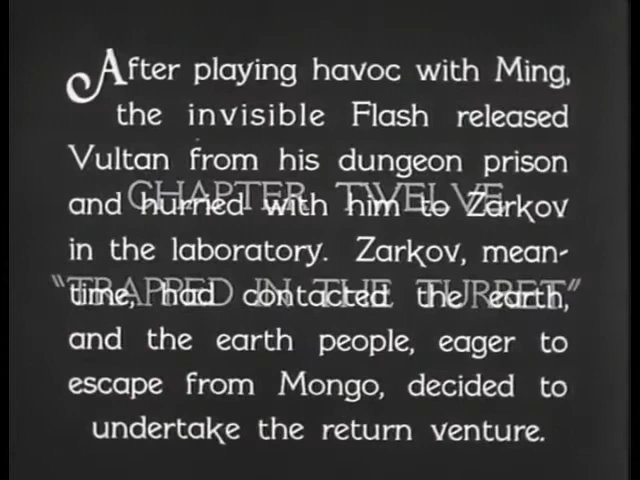 After playing havoc with Ming,
the invisible Flash released
Vultan from his dungeon prison
CHAPTER TWELVE
and hurried with him to Zarkov
in the laboratory. Zarkov, mean-
"TRAPPED IN THE TURRET"
time, had contacted the earth,
and the earth people, eager to
escape from Mongo, decided to
undertake the return venture.